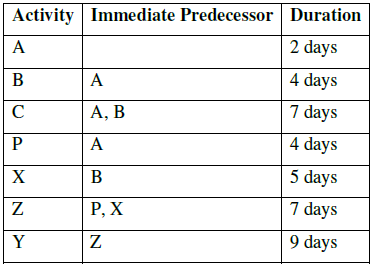 Activity Immediate Predecessor Duration
A 2 days
B A 4 days
C A, B 7 days
P A 4 days
X B 5 days
Z P, X 7 days
Y Z 9 days